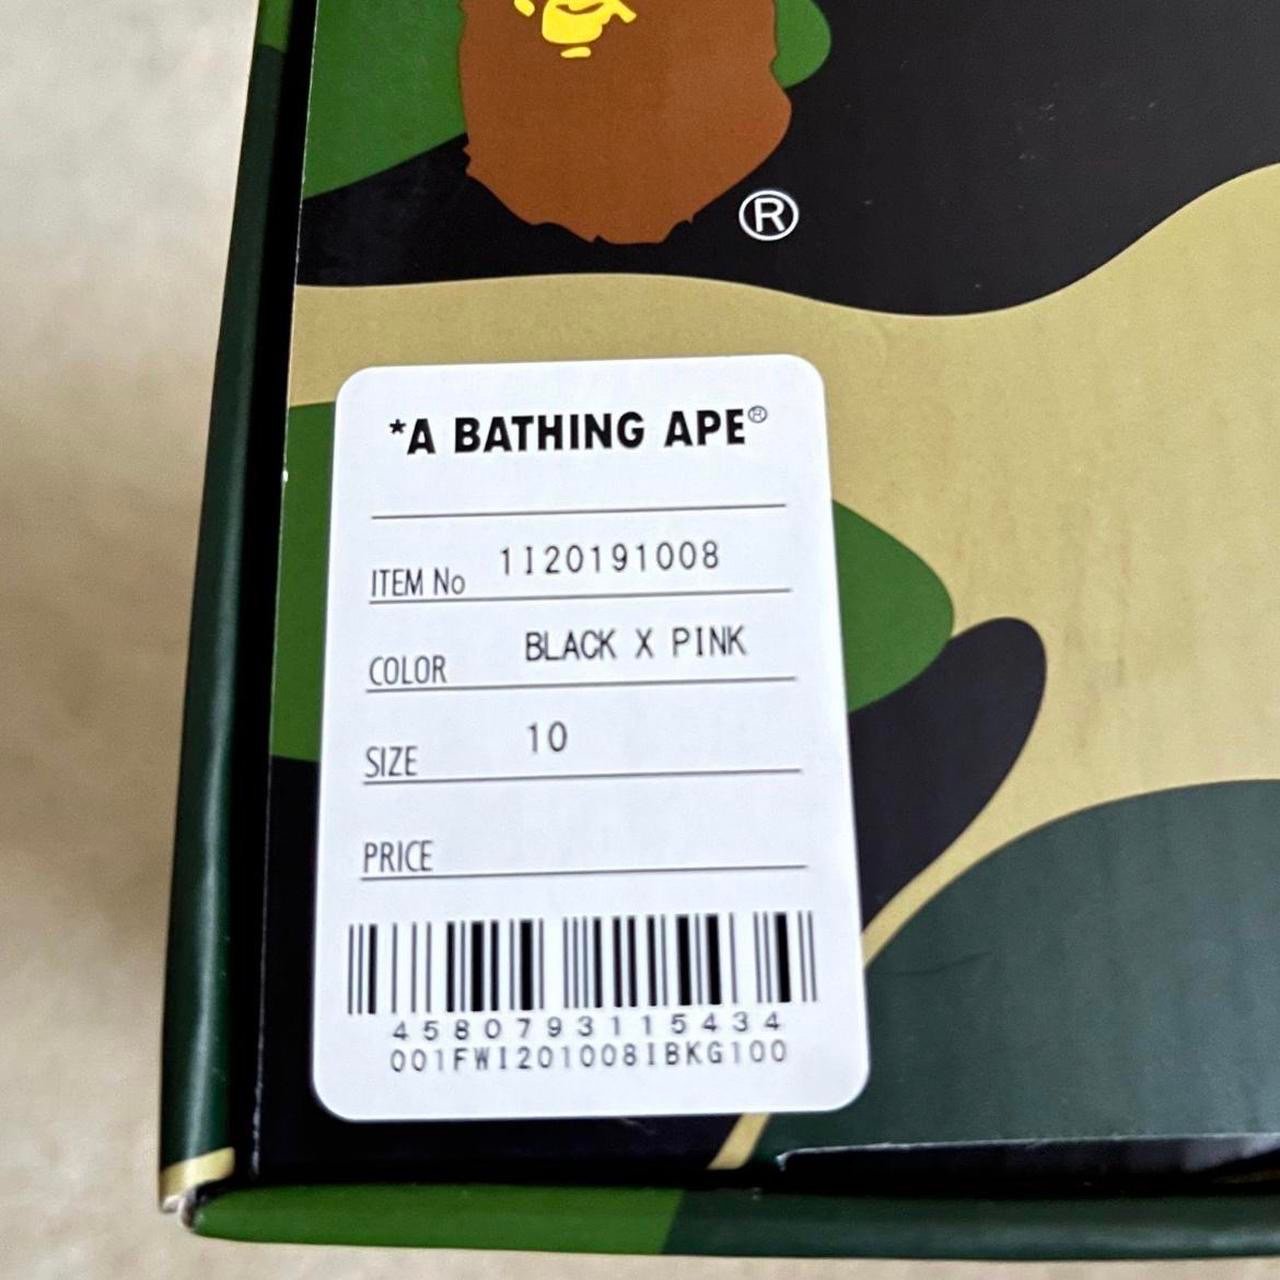 ®
*A BATHING APE®
ITEM No 1I20191008
COLOR BLACK X PINK
SIZE 10
PRICE
4580793115434
001FWI201008IBKG100